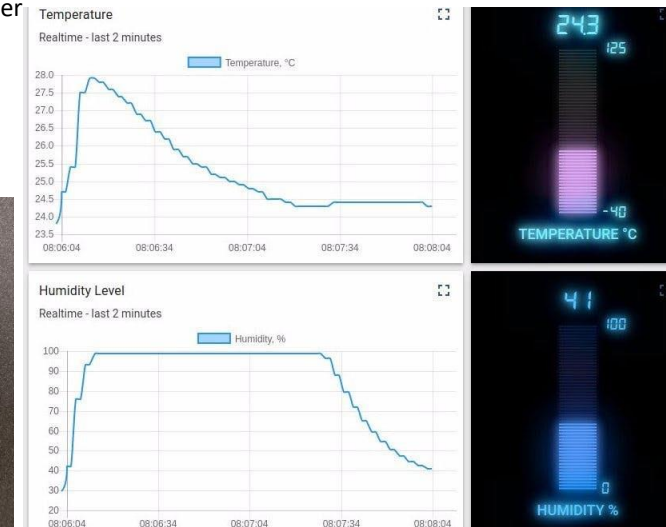 er
Temperature
Realtime - last 2 minutes
Temperature, °C
28.0
27.5
27.0
26.5
26.0
25.5
25.0
24.5
24.0
23.5
08:06:04 08:06:34 08:07:04 08:07:34 08:08:04
24.3
125
-40
TEMPERATURE °C
Humidity Level
Realtime - last 2 minutes
Humidity, %
100
90
80
70
60
50
40
30
20
08:06:04 08:06:34 08:07:04 08:07:34 08:08:04
41
100
0
HUMIDITY %